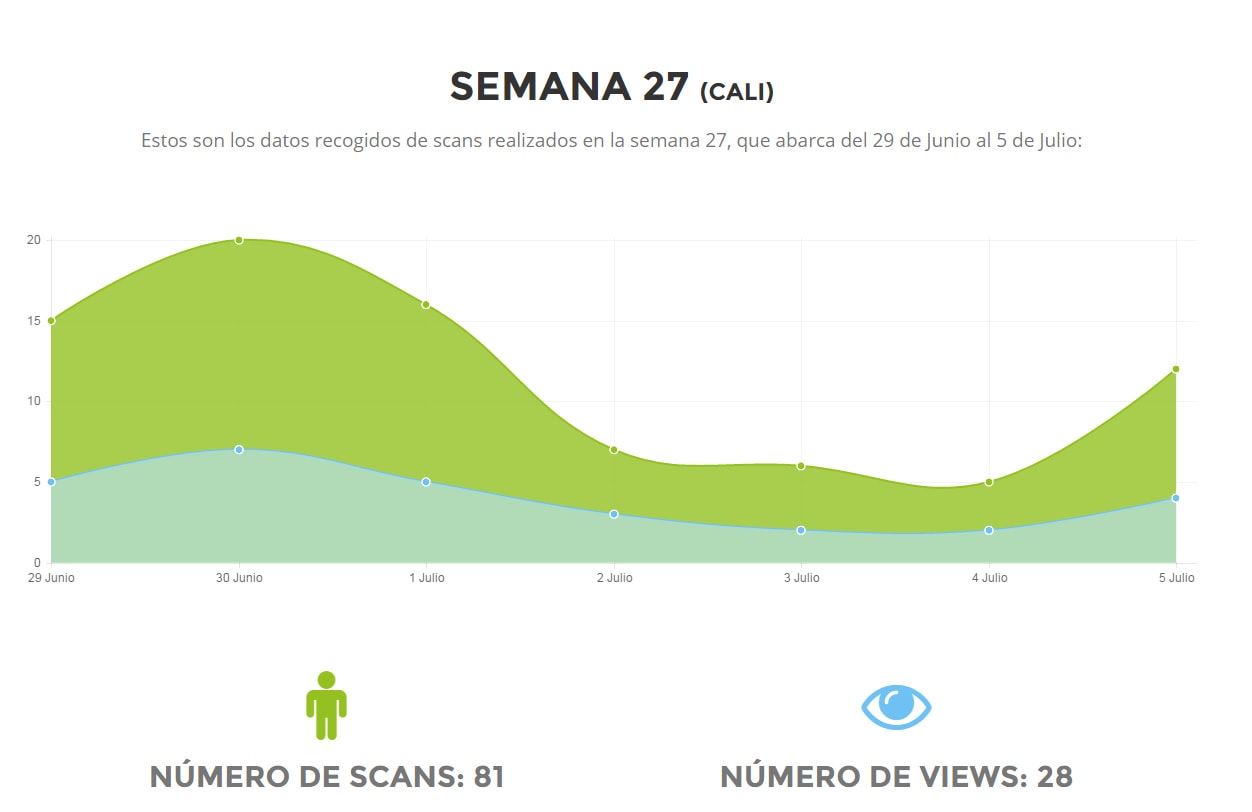 SEMANA 27 (CALI)
Estos son los datos recogidos de scans realizados en la semana 27, que abarca del 29 de Junio al 5 de Julio:
20
15
10
5
0
29 Junio 30 Junio 1 Julio 2 Julio 3 Julio 4 Julio 5 Julio
NÚMERO DE SCANS: 81 NÚMERO DE VIEWS: 28